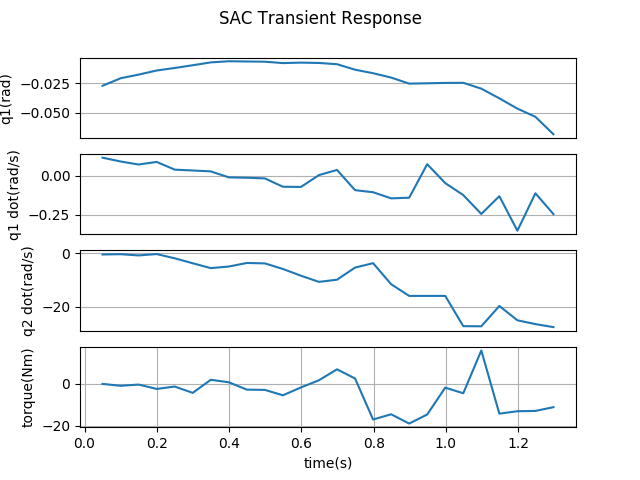 SAC Transient Response
q1(rad)
−0.025
−0.050
q1 dot(rad/s)
0.00
−0.25
q2 dot(rad/s)
0
−20
torque(Nm)
0
−20
0.0 0.2 0.4 0.6 0.8 1.0 1.2
time(s)